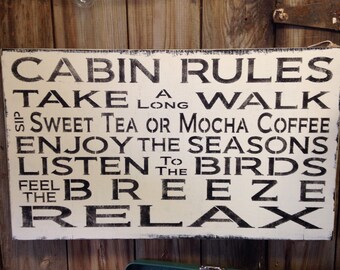 CABIN RULES
TAKE A LONG WALK
SIP SWEET TEA OR MOCHA COFFEE
ENJOY THE SEASONS
LISTEN TO THE BIRDS
FEEL THE BREEZE
RELAX